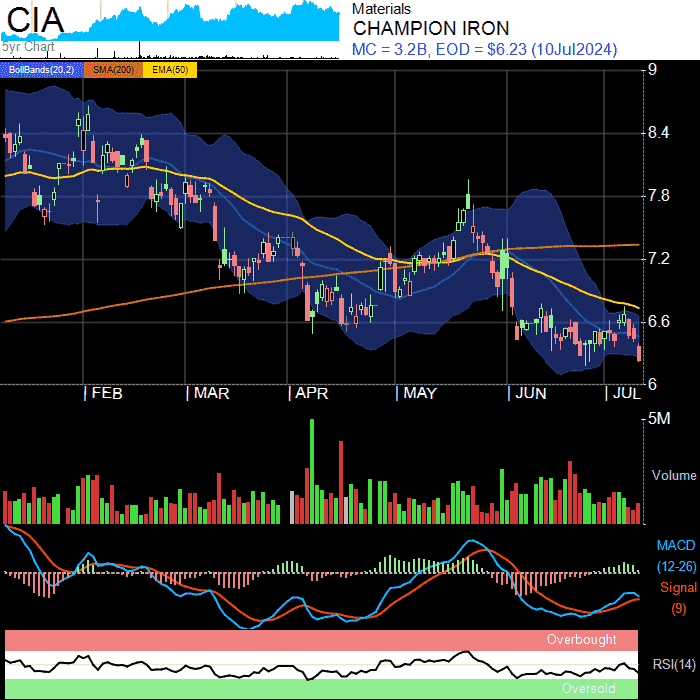 CIA
Materials
CHAMPION IRON
5yr Chart
MC = 3.2B, EOD = $6.23 (10Jul2024)
BollBands(20,2) SMA(200) EMA(50)
9
8.4
7.8
7.2
6.6
6
FEB MAR APR MAY JUN JUL
5M
Volume
MACD
(12-26)
Signal
(9)
Overbought
RSI(14)
Oversold